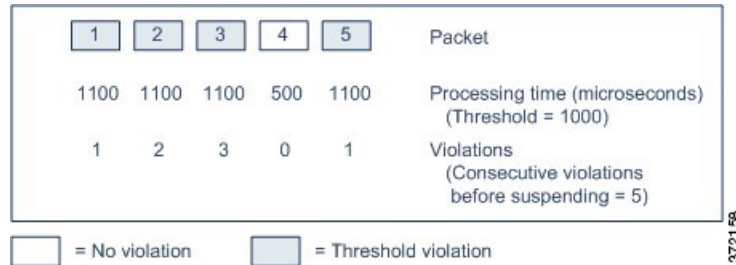 1 2 3 4 5 Packet
1100 1100 1100 500 1100 Processing time (microseconds)
(Threshold = 1000)
1 2 3 0 1 Violations
(Consecutive violations
before suspending = 5)
= No violation = Threshold violation
372159